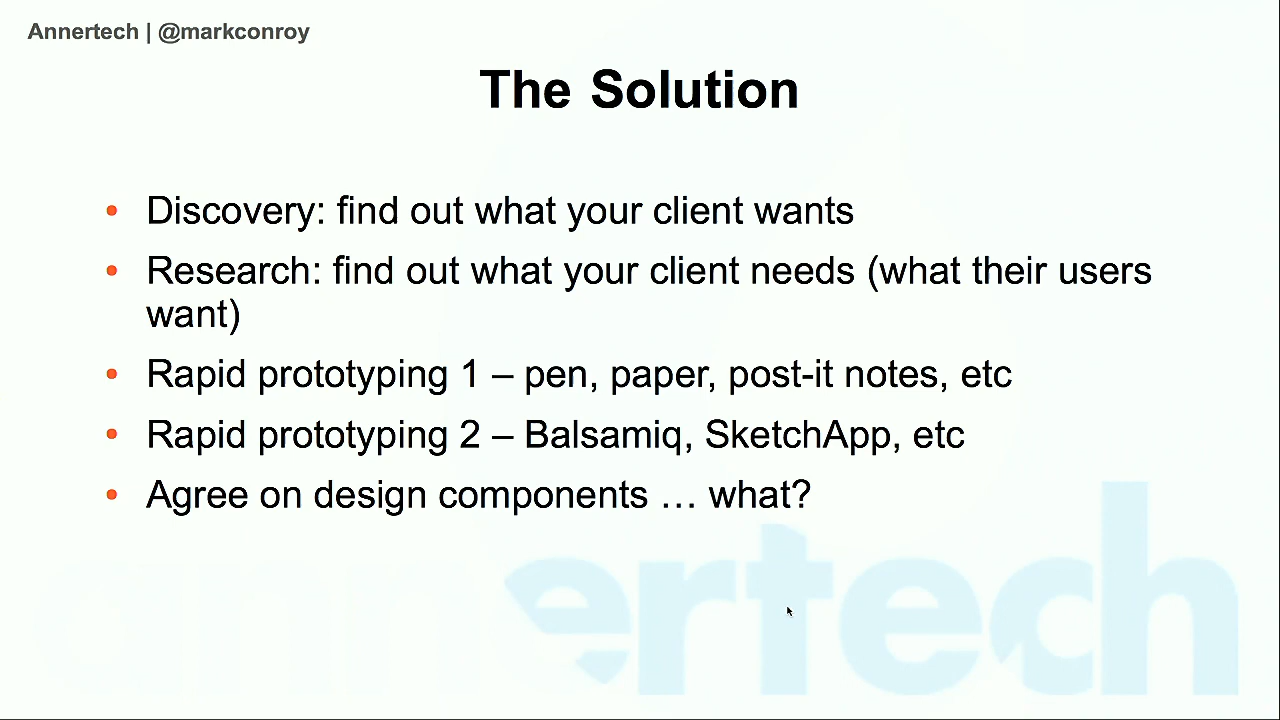 Annertech | @markconroy
The Solution
• Discovery: find out what your client wants
• Research: find out what your client needs (what their users
want)
• Rapid prototyping 1 – pen, paper, post-it notes, etc
• Rapid prototyping 2 – Balsamiq, SketchApp, etc
• Agree on design components … what?
annertech